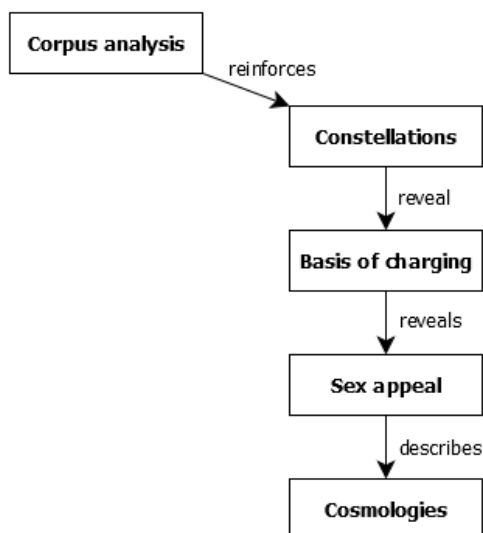 Corpus analysis
reinforces
Constellations
reveal
Basis of charging
reveals
Sex appeal
describes
Cosmologies